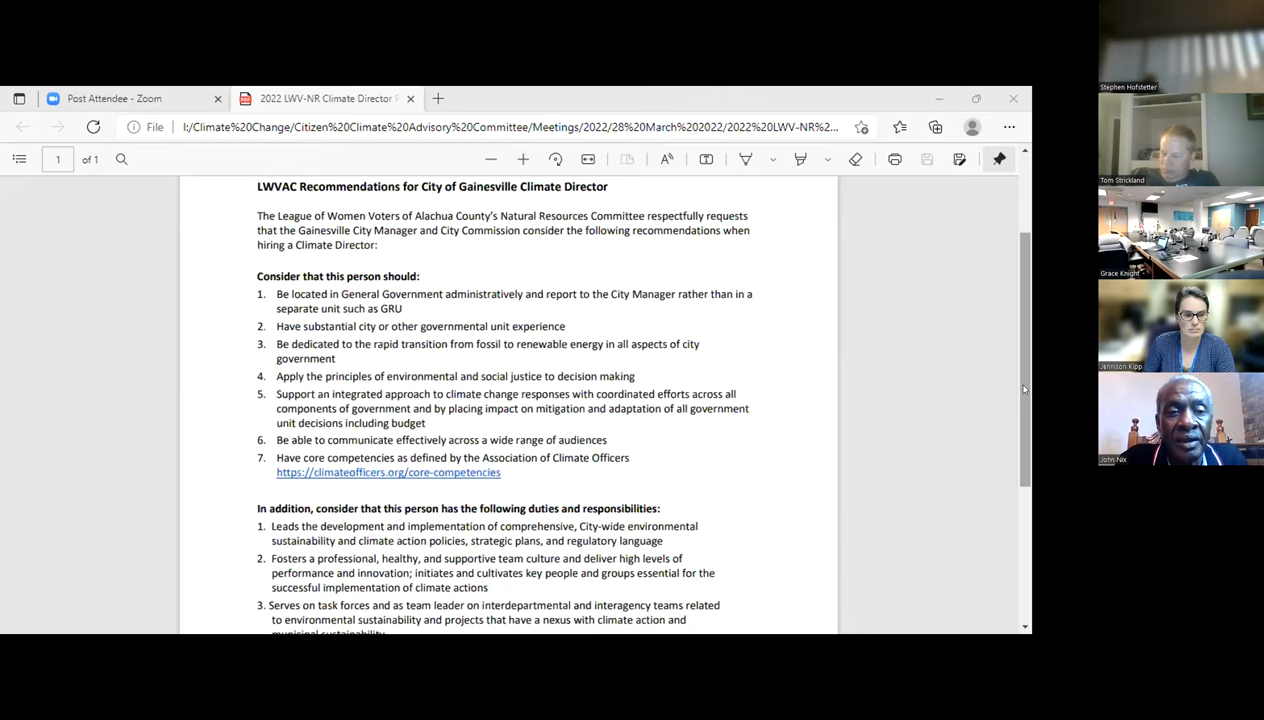 Post Attendee - Zoom
2022 LWV-NR Climate Director
File
I:/Climate%20Change/Citizen%20Climate%20Advisory%20Committee/Meetings/2022/28%20March%202022/2022%20LWV-NR%2...
1 of 1
LWVAC Recommendations for City of Gainesville Climate Director
The League of Women Voters of Alachua County's Natural Resources Committee respectfully requests
that the Gainesville City Manager and City Commission consider the following recommendations when
hiring a Climate Director:
Consider that this person should:
1. Be located in General Government administratively and report to the City Manager rather than in a
separate unit such as GRU
2. Have substantial city or other governmental unit experience
3. Be dedicated to the rapid transition from fossil to renewable energy in all aspects of city
government
4. Apply the principles of environmental and social justice to decision making
5. Support an integrated approach to climate change responses with coordinated efforts across all
components of government and by placing impact on mitigation and adaptation of all government
unit decisions including budget
6. Be able to communicate effectively across a wide range of audiences
7. Have core competencies as defined by the Association of Climate Officers
https://climateofficers.org/core-competencies
In addition, consider that this person has the following duties and responsibilities:
1. Leads the development and implementation of comprehensive, City-wide environmental
sustainability and climate action policies, strategic plans, and regulatory language
2. Fosters a professional, healthy, and supportive team culture and deliver high levels of
performance and innovation; initiates and cultivates key people and groups essential for the
successful implementation of climate actions
3. Serves on task forces and as team leader on interdepartmental and interagency teams related
to environmental sustainability and projects that have a nexus with climate action and
municipal sustainability
Stephen Hofstetter
Tom Strickland
Grace Knight
Jennison Kipp
John Nix